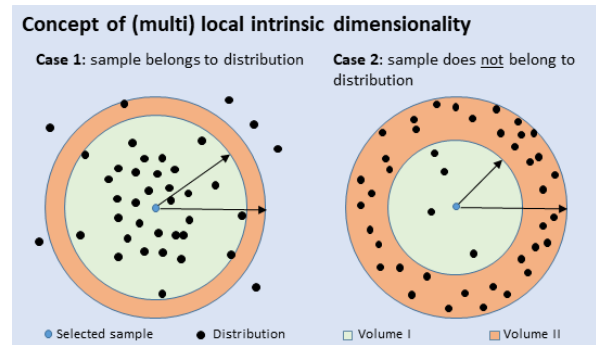 Concept of (multi) local intrinsic dimensionality
Case 1: sample belongs to distribution
Case 2: sample does not belong to
distribution
Selected sample
Distribution
Volume I
Volume II